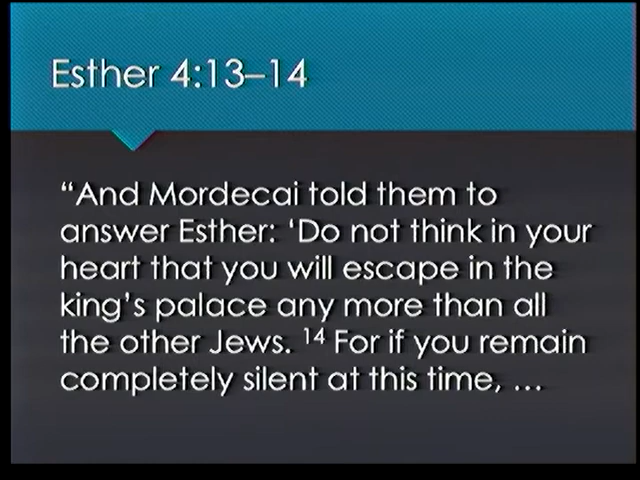 Esther 4:13–14
“And Mordecai told them to
answer Esther: ‘Do not think in your
heart that you will escape in the
king’s palace any more than all
the other Jews. ¹⁴ For if you remain
completely silent at this time, …